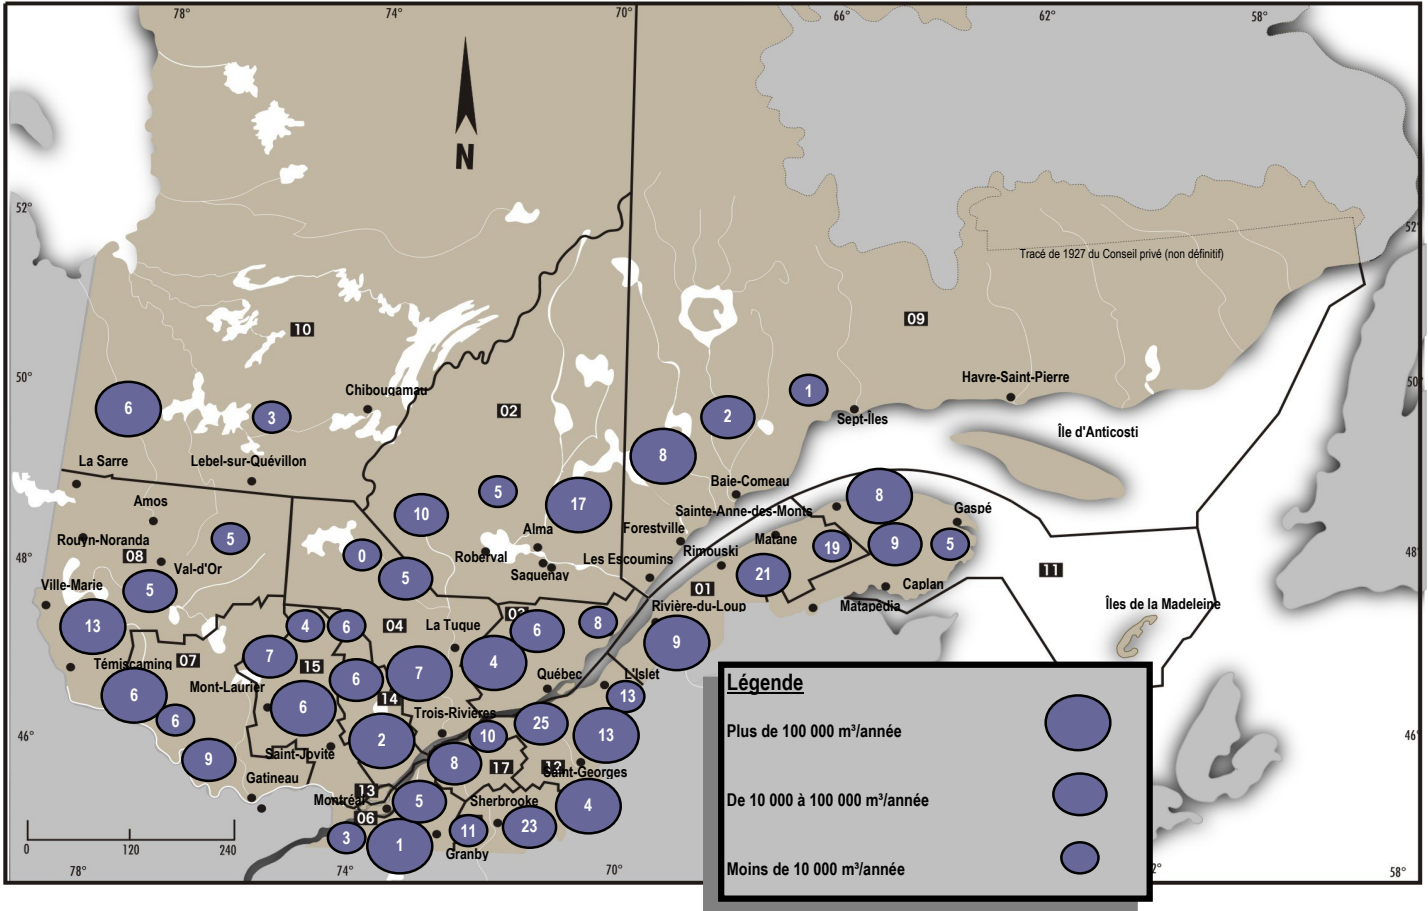 78°
74°
70°
66°
62°
58°
N
52°
52°
Tracé de 1927 du Conseil privé (non définitif)
10
09
50°
50°
Chibougamau
Havre-Saint-Pierre
1
6
3
02
2
Sept-Îles
Île d'Anticosti
La Sarre
Lebel-sur-Quévillon
8
Baie-Comeau
5
17
8
Amos
10
Sainte-Anne-des-Monts
Gaspé
Rouyn-Noranda
5
Alma
Forestville
Matane
19
9
5
48°
08
Val-d'Or
0
Roberval
Saguenay
Les Escoumins
Rimouski
48°
11
Ville-Marie
5
5
01
21
Caplan
Rivière-du-Loup
Matapédia
Îles de la Madeleine
13
4
6
04
La Tuque
03
6
8
9
Témiscaming
07
7
15
6
7
4
Québec
L'Islet
6
Mont-Laurier
6
14
13
6
Trois-Rivières
25
46°
46°
Saint-Jovite
2
10
13
9
8
17
12
Saint-Georges
Gatineau
13
Montréal
5
Sherbrooke
4
06
3
1
11
Granby
23
0
120
240
78°
74°
70°
2°
58°
Légende
Plus de 100 000 m³/année
De 10 000 à 100 000 m³/année
Moins de 10 000 m³/année